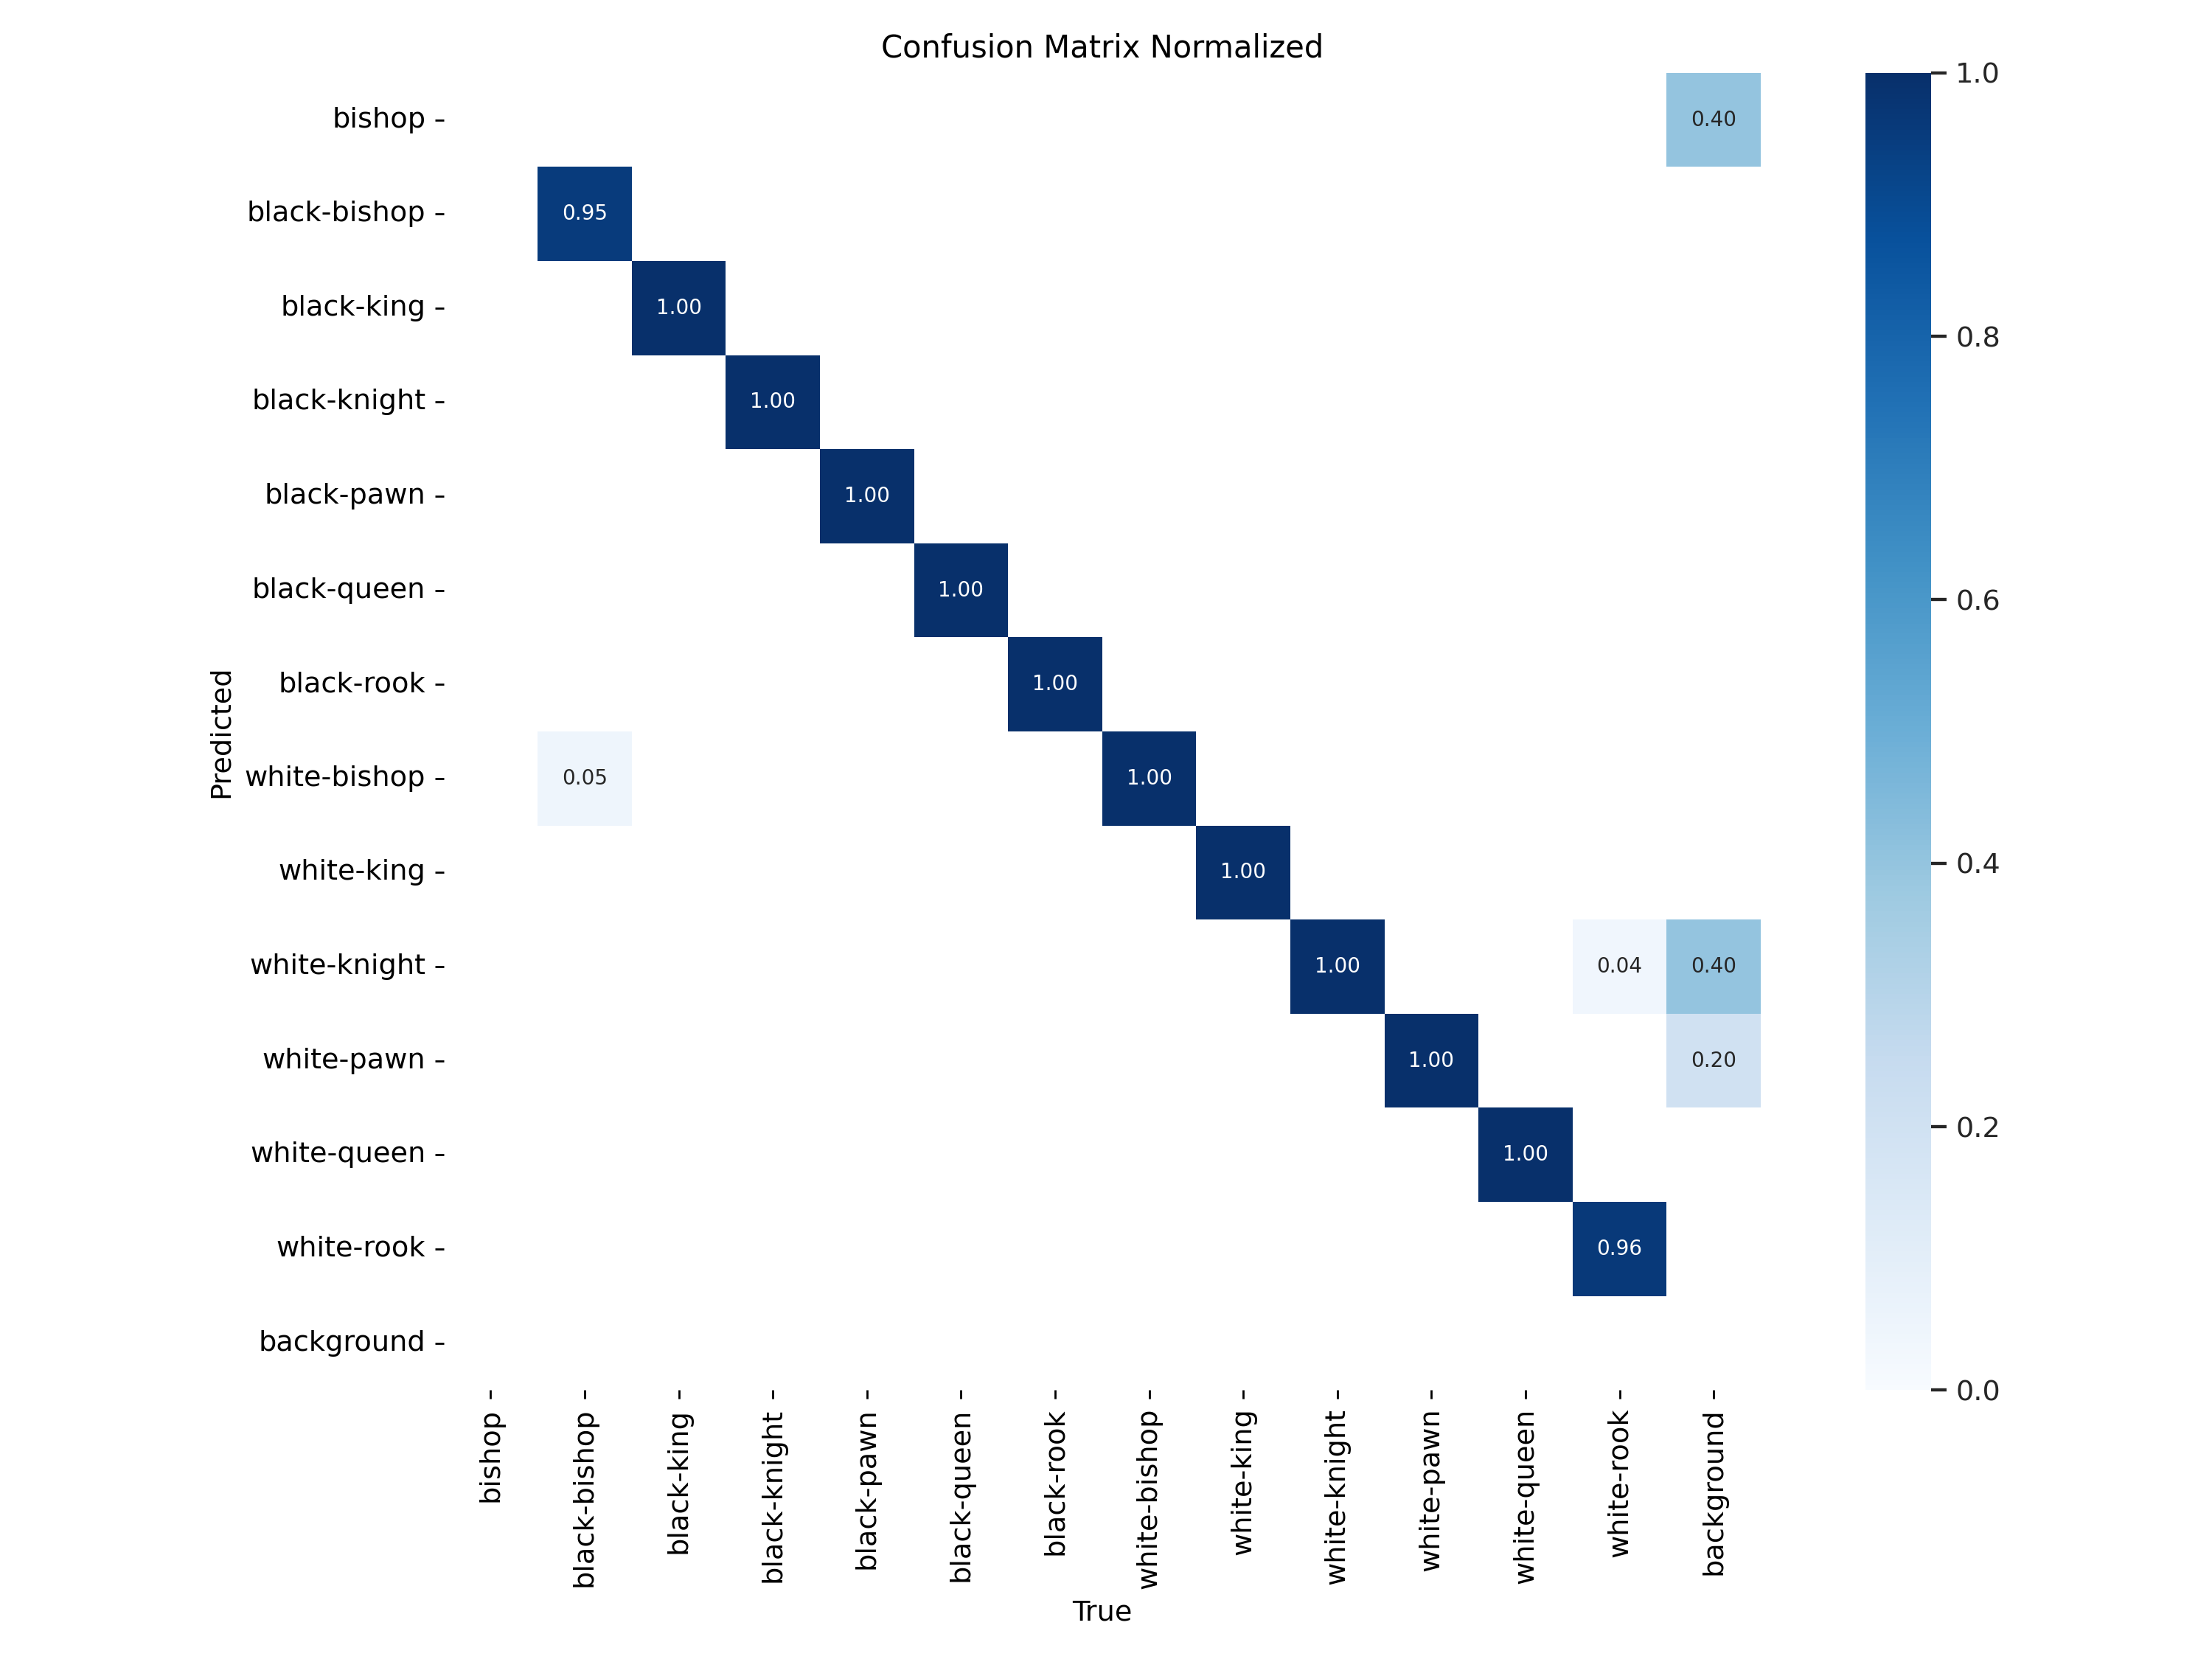 Confusion Matrix Normalized
bishop
0.40
1.0
black-bishop
0.95
black-king
1.00
0.8
black-knight
1.00
black-pawn
1.00
black-queen
1.00
0.6
black-rook
1.00
Predicted
white-bishop
0.05
1.00
white-king
1.00
0.4
white-knight
1.00
0.04
0.40
white-pawn
1.00
0.20
0.2
white-queen
1.00
white-rook
0.96
background
0.0
bishop
black-bishop
black-king
black-knight
black-pawn
black-queen
black-rook
white-bishop
white-king
white-knight
white-pawn
white-queen
white-rook
background
True